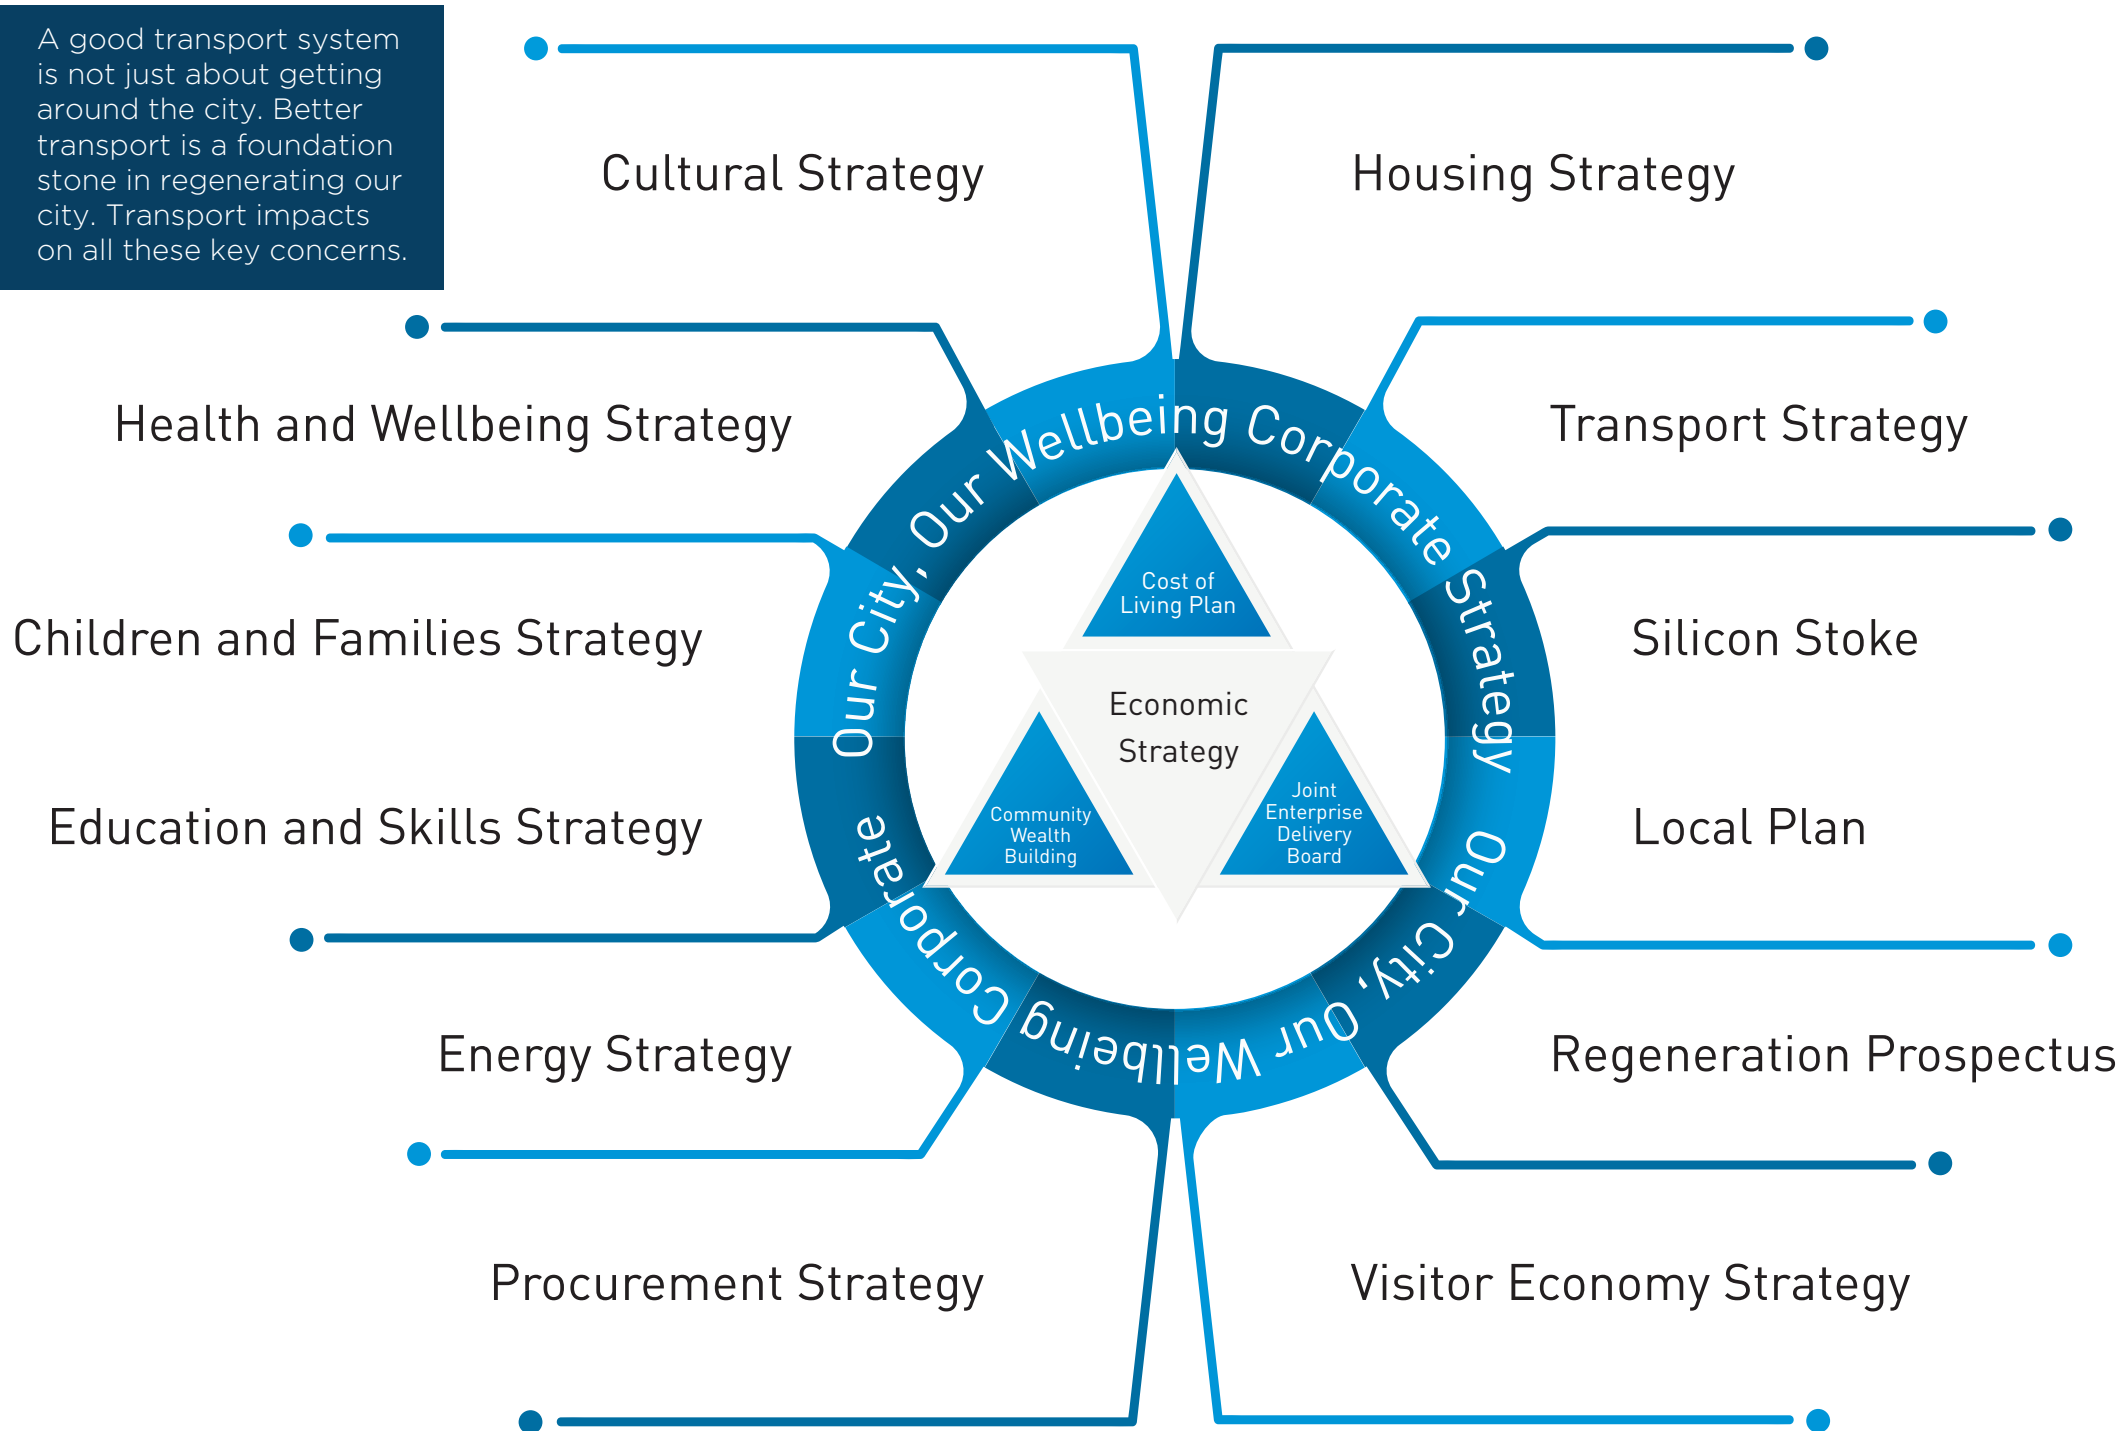 A good transport system
is not just about getting
around the city. Better
transport is a foundation
stone in regenerating our
city. Transport impacts
on all these key concerns.
Cultural Strategy
Housing Strategy
Health and Wellbeing Strategy
Transport Strategy
Children and Families Strategy
Silicon Stoke
Education and Skills Strategy
Local Plan
Energy Strategy
Regeneration Prospectus
Procurement Strategy
Visitor Economy Strategy
Our City, Our Wellbeing Corporate Strategy
Our City, Our Wellbeing Corporate
Cost of
Living Plan
Economic
Strategy
Community
Wealth
Building
Joint
Enterprise
Delivery
Board